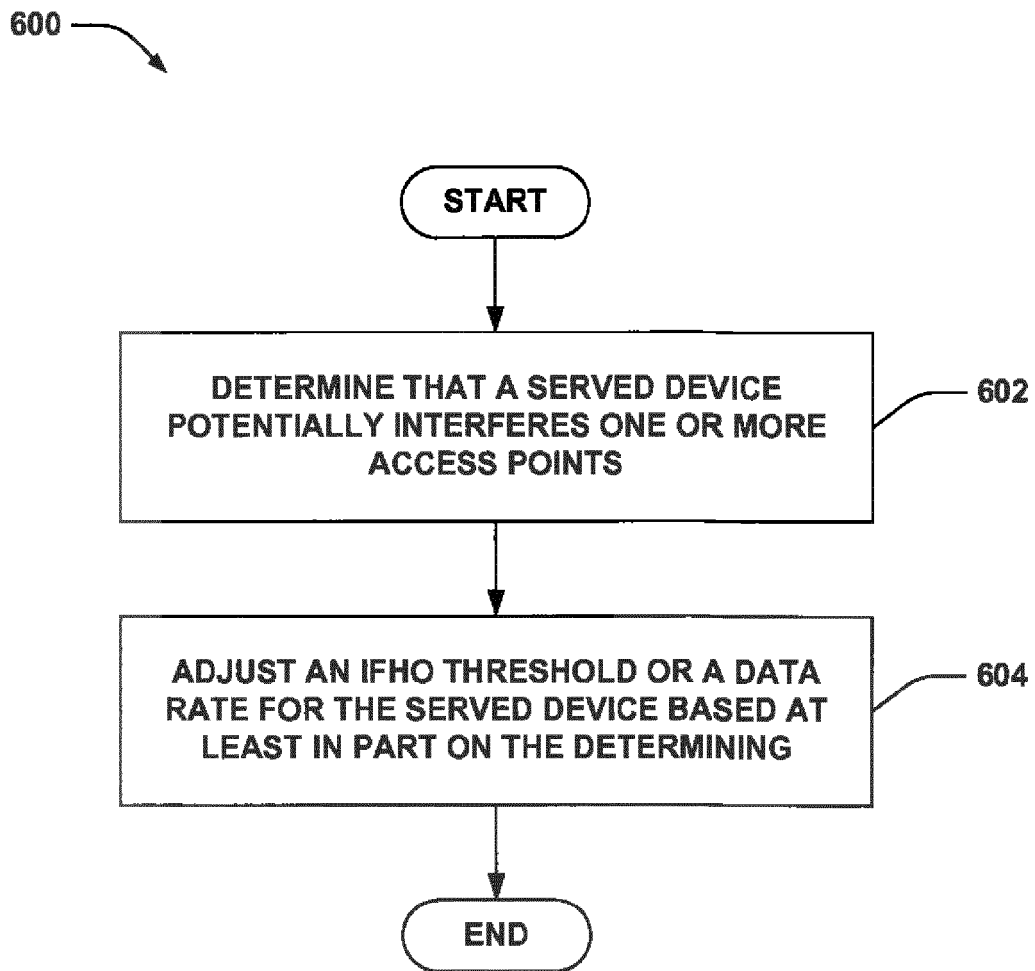 600
START
DETERMINE THAT A SERVED DEVICE
POTENTIALLY INTERFERES ONE OR MORE
ACCESS POINTS
602
ADJUST AN IFHO THRESHOLD OR A DATA
RATE FOR THE SERVED DEVICE BASED AT
LEAST IN PART ON THE DETERMINING
604
END